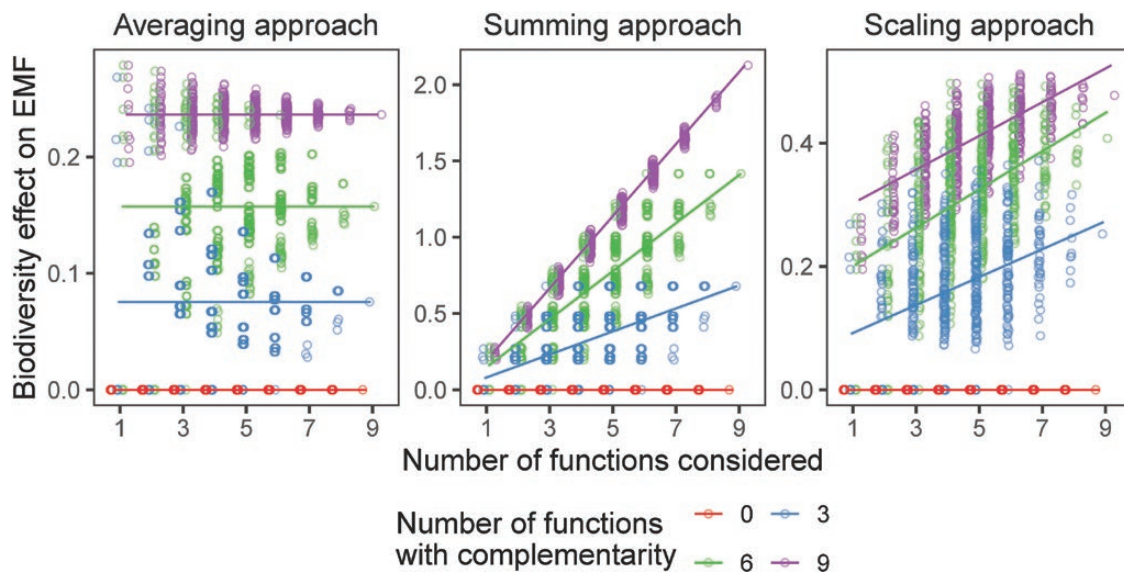 Averaging approach Summing approach Scaling approach
Biodiversity effect on EMF
0.2
0.1
0.0
1 3 5 7 9
2.0
1.5
1.0
0.5
0.0
1 3 5 7 9
0.4
0.2
0.0
1 3 5 7 9
Number of functions considered
Number of functions
with complementarity
0 3
6 9